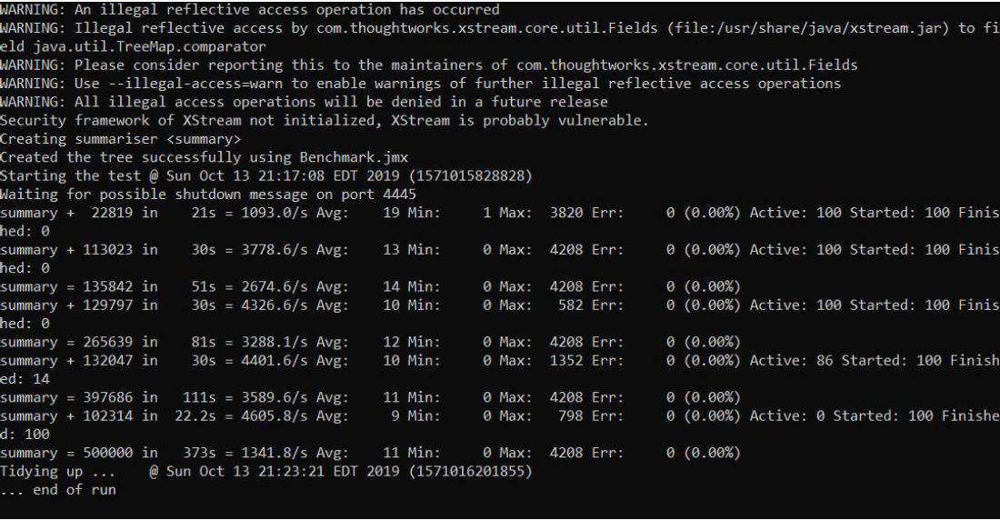 WARNING: An illegal reflective access operation has occurred
WARNING: Illegal reflective access by com.thoughtworks.xstream.core.util.Fields (file:/usr/share/java/xstream.jar) to fi
eld java.util.TreeMap.comparator
WARNING: Please consider reporting this to the maintainers of com.thoughtworks.xstream.core.util.Fields
WARNING: Use --illegal-access=warn to enable warnings of further illegal reflective access operations
WARNING: All illegal access operations will be denied in a future release
Security framework of XStream not initialized, XStream is probably vulnerable.
Creating summariser <summary>
Created the tree successfully using Benchmark.jmx
Starting the test @ Sun Oct 13 21:17:08 EDT 2019 (1571015828828)
Waiting for possible shutdown message on port 4445
summary +  22819 in    21s = 1093.0/s Avg:    19 Min:     1 Max:  3820 Err:     0 (0.00%) Active: 100 Started: 100 Finis
hed: 0
summary + 113023 in    30s = 3778.6/s Avg:    13 Min:     0 Max:  4208 Err:     0 (0.00%) Active: 100 Started: 100 Finis
hed: 0
summary = 135842 in    51s = 2674.6/s Avg:    14 Min:     0 Max:  4208 Err:     0 (0.00%)
summary + 129797 in    30s = 4326.6/s Avg:    10 Min:     0 Max:   582 Err:     0 (0.00%) Active: 100 Started: 100 Finis
hed: 0
summary = 265639 in    81s = 3288.1/s Avg:    12 Min:     0 Max:  4208 Err:     0 (0.00%)
summary + 132047 in    30s = 4401.6/s Avg:    10 Min:     0 Max:  1352 Err:     0 (0.00%) Active: 86 Started: 100 Finish
ed: 14
summary = 397686 in   111s = 3589.6/s Avg:    11 Min:     0 Max:  4208 Err:     0 (0.00%)
summary + 102314 in  22.2s = 4605.8/s Avg:     9 Min:     0 Max:   798 Err:     0 (0.00%) Active: 0 Started: 100 Finishe
d: 100
summary = 500000 in   373s = 1341.8/s Avg:    11 Min:     0 Max:  4208 Err:     0 (0.00%)
Tidying up ...    @ Sun Oct 13 21:23:21 EDT 2019 (1571016201855)
... end of run